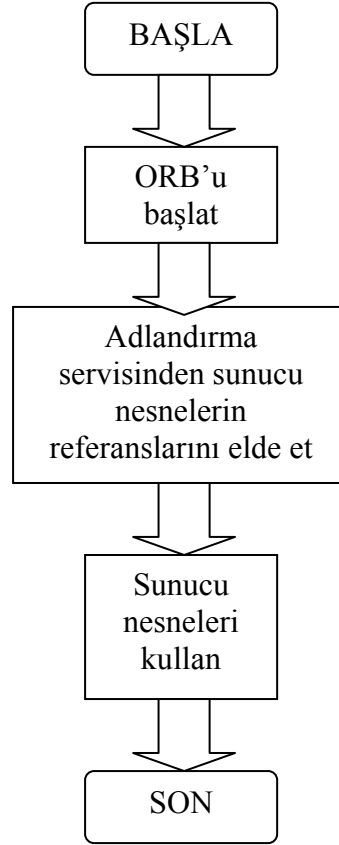 BAŞLA
ORB’u
başlat
Adlandırma
servisinden sunucu
nesnelerin
referanslarını elde et
Sunucu
nesneleri
kullan
SON